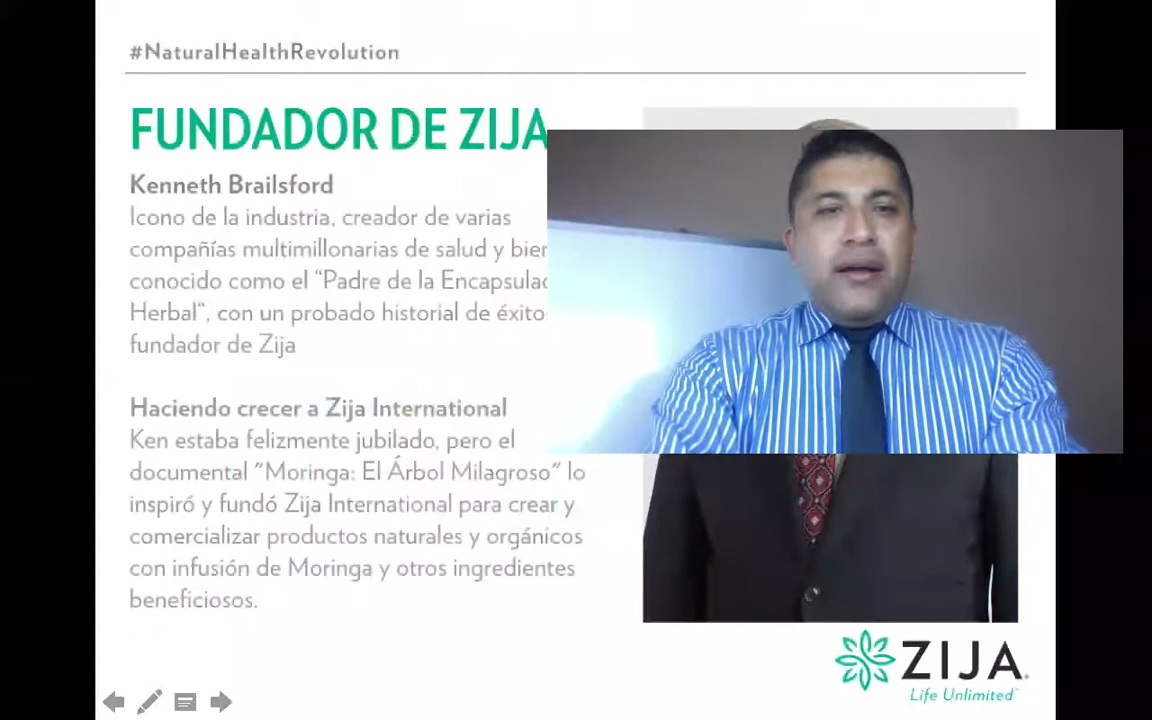 #NaturalHealthRevolution
FUNDADOR DE ZIJA
Kenneth Brailsford
Icono de la industria, creador de varias
compañías multimillonarias de salud y
conocido como el “Padre de la
Herbal“, con un probado historial de éxito
fundador de Zija
Haciendo crecer a Zija International
Ken estaba felizmente jubilado, pero el
documental "Moringa: El Árbol Milagroso" lo
inspiró y fundó Zija International para crear y
comercializar productos naturales y orgánicos
con infusión de Moringa y otros ingredientes
beneficiosos.
ZIJA
Life Unlimited™